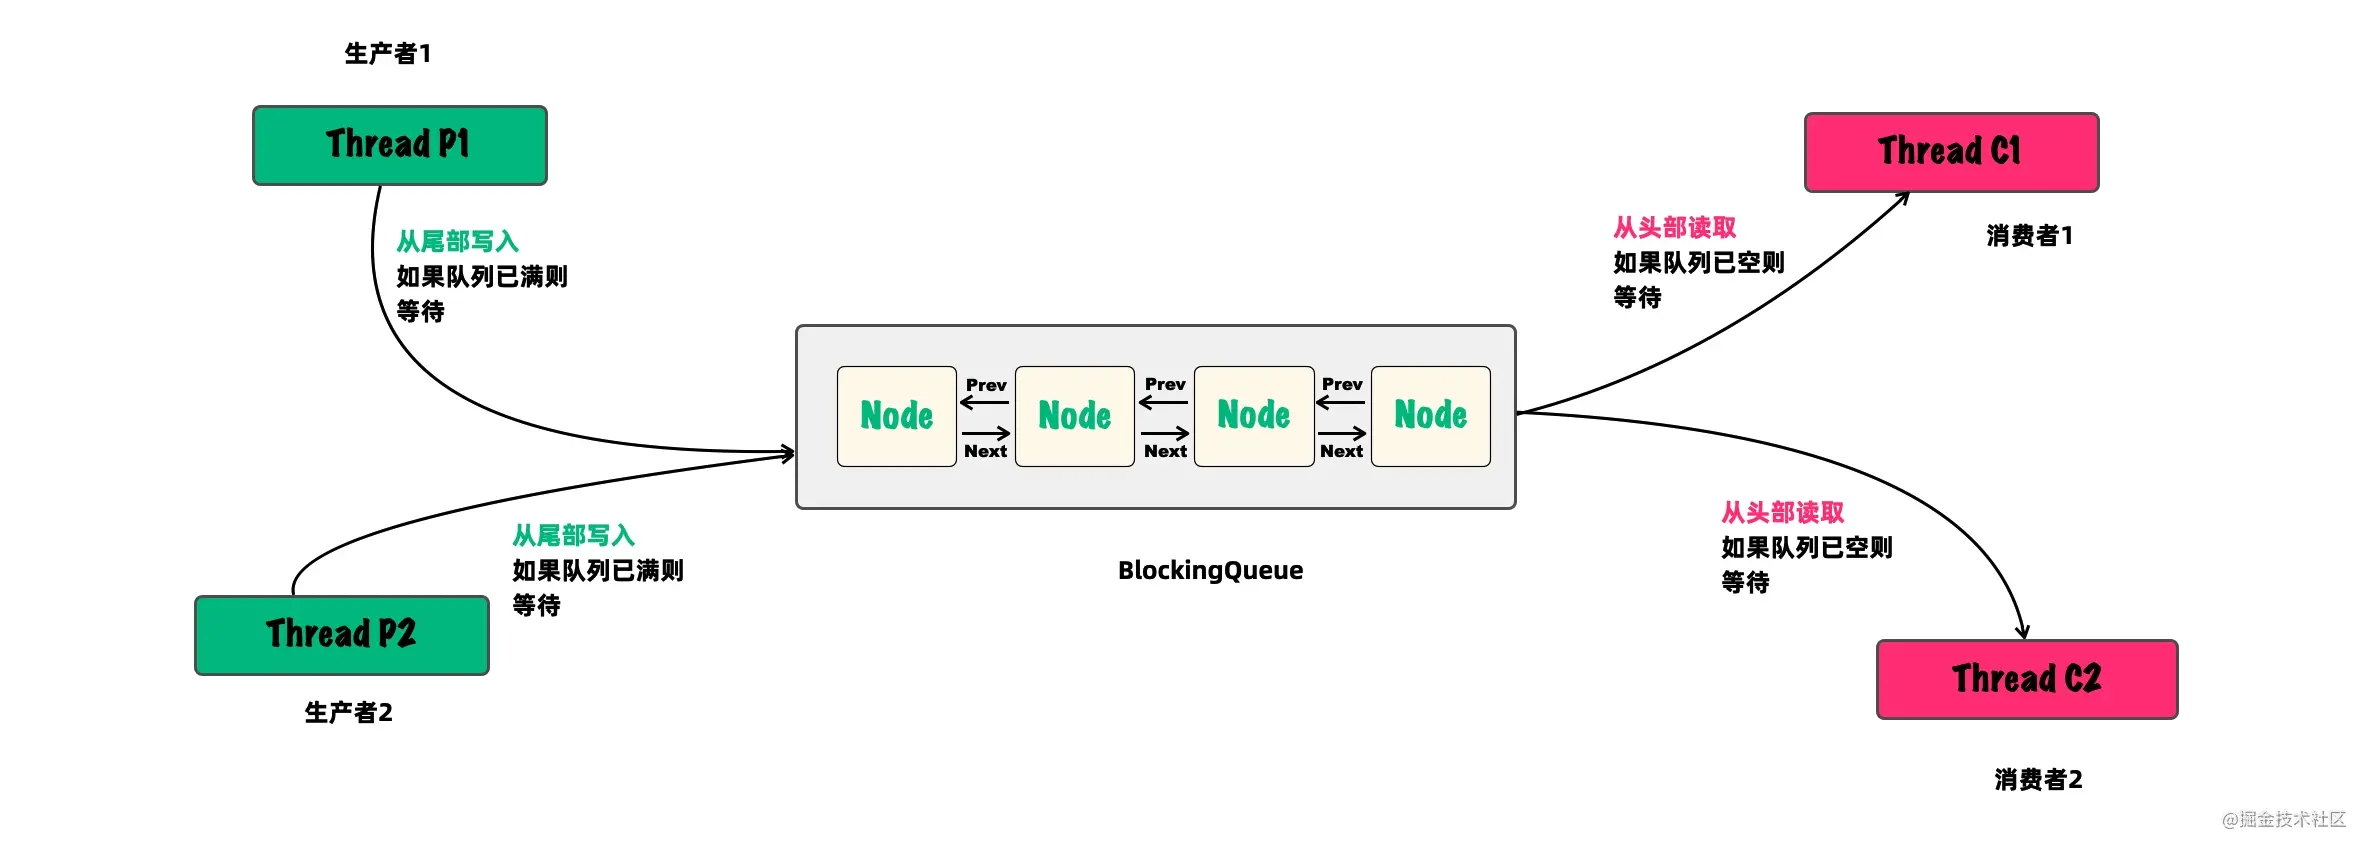 生产者1
Thread P1
从尾部写入
如果队列已满则
等待
Thread C1
消费者1
从头部读取
如果队列已空则
等待
Prev
Prev
Prev
Node
Node
Node
Node
Next
Next
Next
BlockingQueue
从尾部写入
如果队列已满则
等待
Thread P2
生产者2
从头部读取
如果队列已空则
等待
Thread C2
消费者2
@掘金技术社区